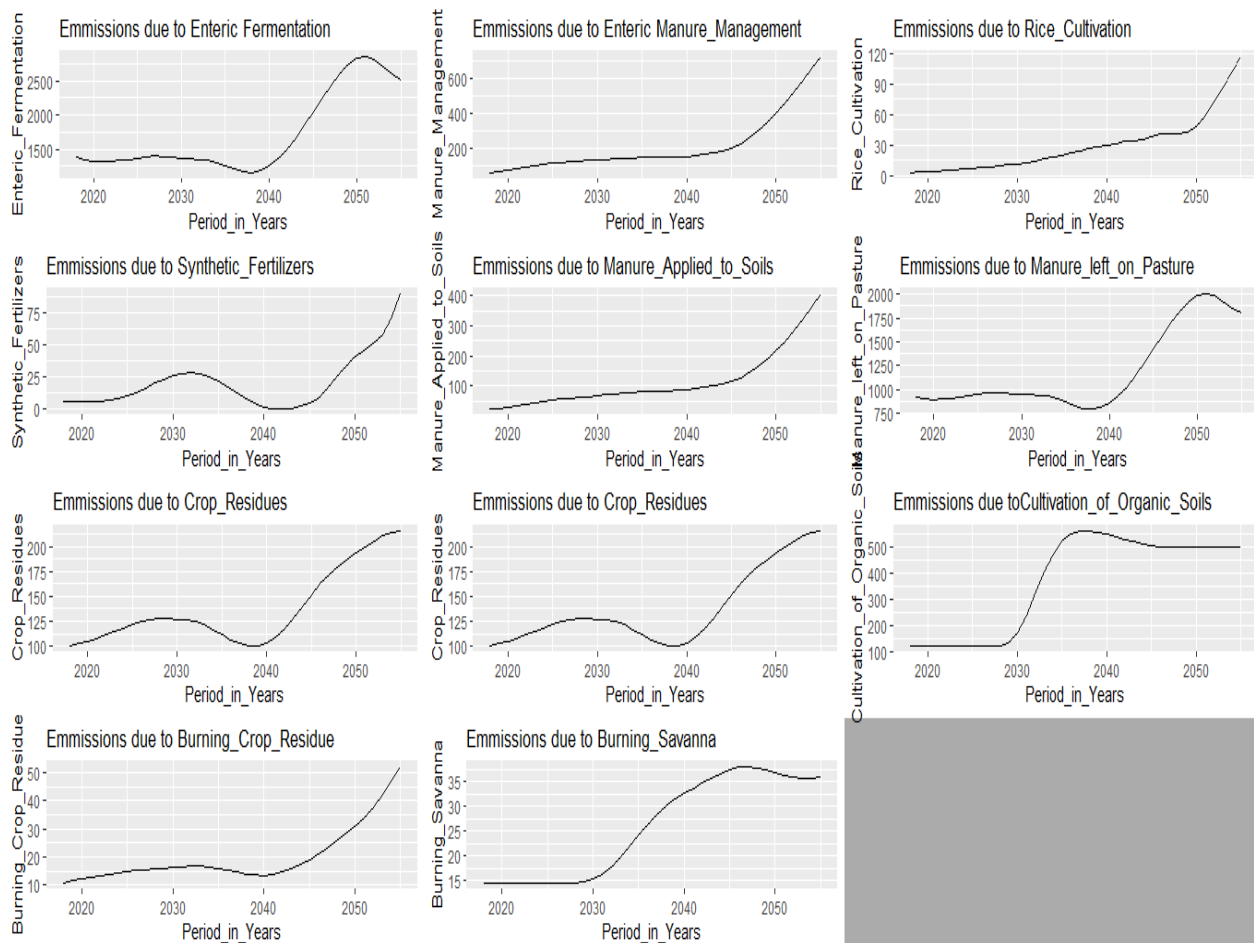 Emmissions due to Enteric Fermentation
Enteric_Fermentation
2500
2000
1500
2020
2030
2040
2050
Period_in_Years
Emmissions due to Enteric Manure_Management
Manure_Management
600
400
200
2020
2030
2040
2050
Period_in_Years
Emmissions due to Rice_Cultivation
Rice_Cultivation
120
90
60
30
0
2020
2030
2040
2050
Period_in_Years
Emmissions due to Synthetic_Fertilizers
Synthetic_Fertilizers
75
50
25
0
2020
2030
2040
2050
Period_in_Years
Emmissions due to Manure_Applied_to_Soils
Manure_Applied_to_Soils
400
300
200
100
2020
2030
2040
2050
Period_in_Years
Emmissions due to Manure_left_on_Pasture
Manure_left_on_Pasture
2000
1750
1500
1250
1000
750
2020
2030
2040
2050
Period_in_Years
Emmissions due to Crop_Residues
Crop_Residues
200
175
150
125
100
2020
2030
2040
2050
Period_in_Years
Emmissions due to Crop_Residues
Crop_Residues
200
175
150
125
100
2020
2030
2040
2050
Period_in_Years
Emmissions due toCultivation_of_Organic_Soils
Cultivation_of_Organic_Soils
500
400
300
200
100
2020
2030
2040
2050
Period_in_Years
Emmissions due to Burning_Crop_Residue
Burning_Crop_Residue
50
40
30
20
10
2020
2030
2040
2050
Period_in_Years
Emmissions due to Burning_Savanna
Burning_Savanna
35
30
25
20
15
2020
2030
2040
2050
Period_in_Years